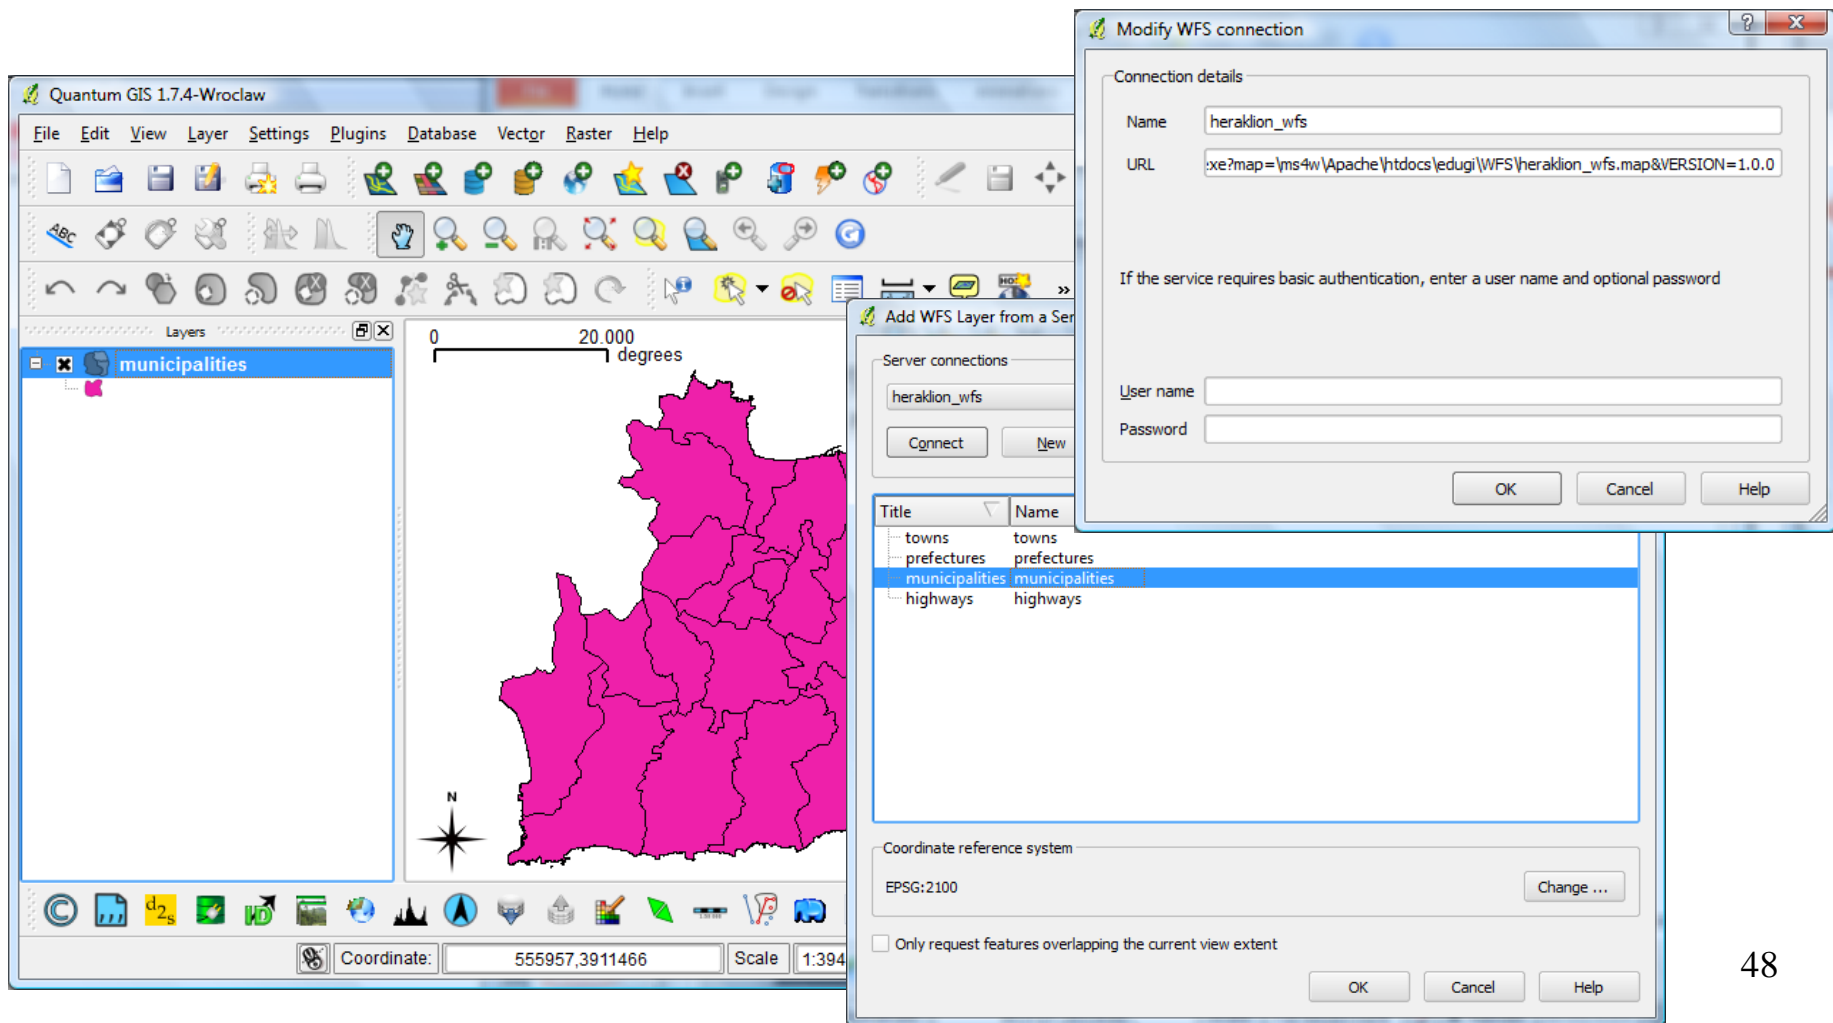 Quantum GIS 1.7.4-Wroclaw
File Edit View Layer Settings Plugins Database Vector Raster Help
ABC
Layers
municipalities
0 20.000
degrees
N
d2s
Coordinate: 555957,3911466 Scale 1:394
Add WFS Layer from a Ser
Server connections
heraklion_wfs
Connect New
Title Name
towns towns
prefectures prefectures
municipalities municipalities
highways highways
Coordinate reference system
EPSG:2100 Change ...
Only request features overlapping the current view extent
OK Cancel Help
Modify WFS connection
Connection details
Name heraklion_wfs
URL :xe?map=\ms4w\Apache\htdocs\edugi\WFS\heraklion_wfs.map&VERSION=1.0.0
If the service requires basic authentication, enter a user name and optional password
User name
Password
OK Cancel Help
48